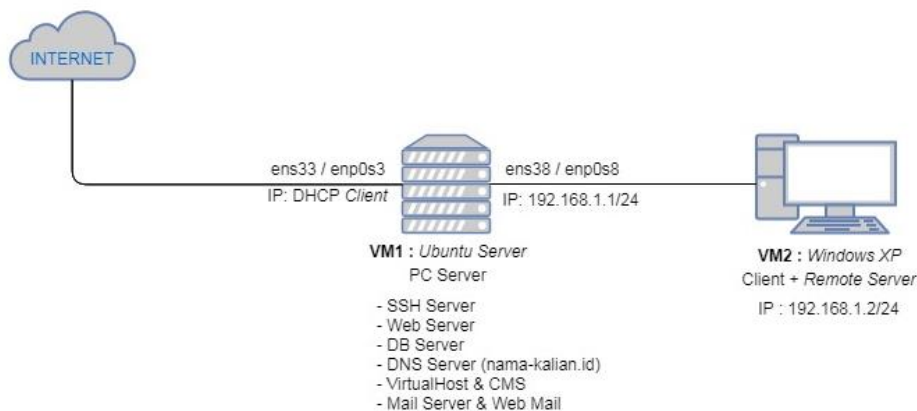 INTERNET
ens33 / enp0s3
IP: DHCP Client
ens38 / enp0s8
IP: 192.168.1.1/24
VM1 : Ubuntu Server
PC Server
- SSH Server
- Web Server
- DB Server
- DNS Server (nama-kalian.id)
- VirtualHost & CMS
- Mail Server & Web Mail
VM2 : Windows XP
Client + Remote Server
IP : 192.168.1.2/24